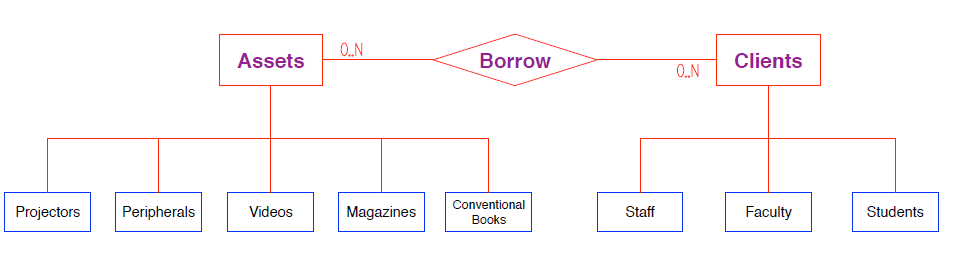 Assets
0..N
Borrow
0..N
Clients
Projectors
Peripherals
Videos
Magazines
Conventional
Books
Staff
Faculty
Students